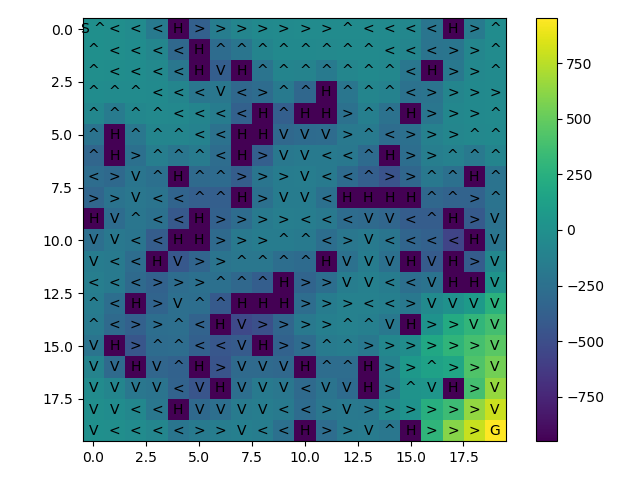 S ^ < < < H > > > > > > > ^ > > > > H > ^
^ < < < < H ^ ^ ^ ^ ^ ^ ^ ^ ^ < < < > ^
^ < < < < H V H ^ ^ ^ ^ ^ ^ < < H > > ^
^ ^ ^ < < < V < > ^ ^ H ^ ^ ^ < > > > >
^ ^ ^ ^ < < < > H ^ H H ^ ^ > H > > ^ ^
^ H ^ ^ ^ < < H H V V V > ^ < > > > ^ ^
^ H > ^ ^ ^ < H > V V < < ^ H > > ^ ^ ^
< > V ^ H ^ ^ > > V V < < ^ ^ ^ > ^ H ^
> > V < < ^ ^ H > V V < H H H H ^ ^ > ^
H V ^ < < H > > > > < < < V V < ^ H > V
V V < < H H > > > ^ ^ < > V < < < < H V
V < < H V > > ^ ^ ^ ^ H V V V H V H > V
V < < > > > ^ ^ ^ H > > V V < < V H H V
^ < H > V ^ > H H H > > > < < > V V V V
^ > > > ^ < H V > > > > ^ ^ V H > > V V
V H > > ^ < < V H > > ^ ^ > > > ^ > > V
V V H V ^ H > V V V H ^ ^ H > > > > ^ V
V V V V < V H V V V < V V H > ^ V H > V
V < < < H V V V V < < < > V > > > > > V
V < < < < > > V < < H > > V ^ H > > > G
0.0
2.5
5.0
7.5
10.0
12.5
15.0
17.5
0.0 2.5 5.0 7.5 10.0 12.5 15.0 17.5
750
500
250
0
−250
−500
−750